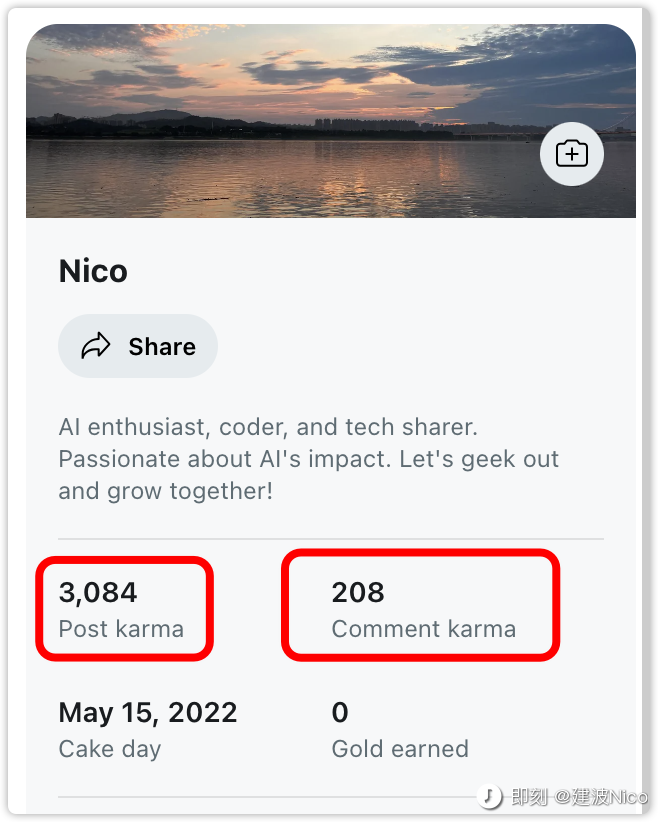 Nico
Share
AI enthusiast, coder, and tech sharer.
Passionate about AI's impact. Let's geek out
and grow together!
3,084
208
Post karma
Comment karma
May 15, 2022
0
Cake day
Gold earned
即刻 @建波Nico